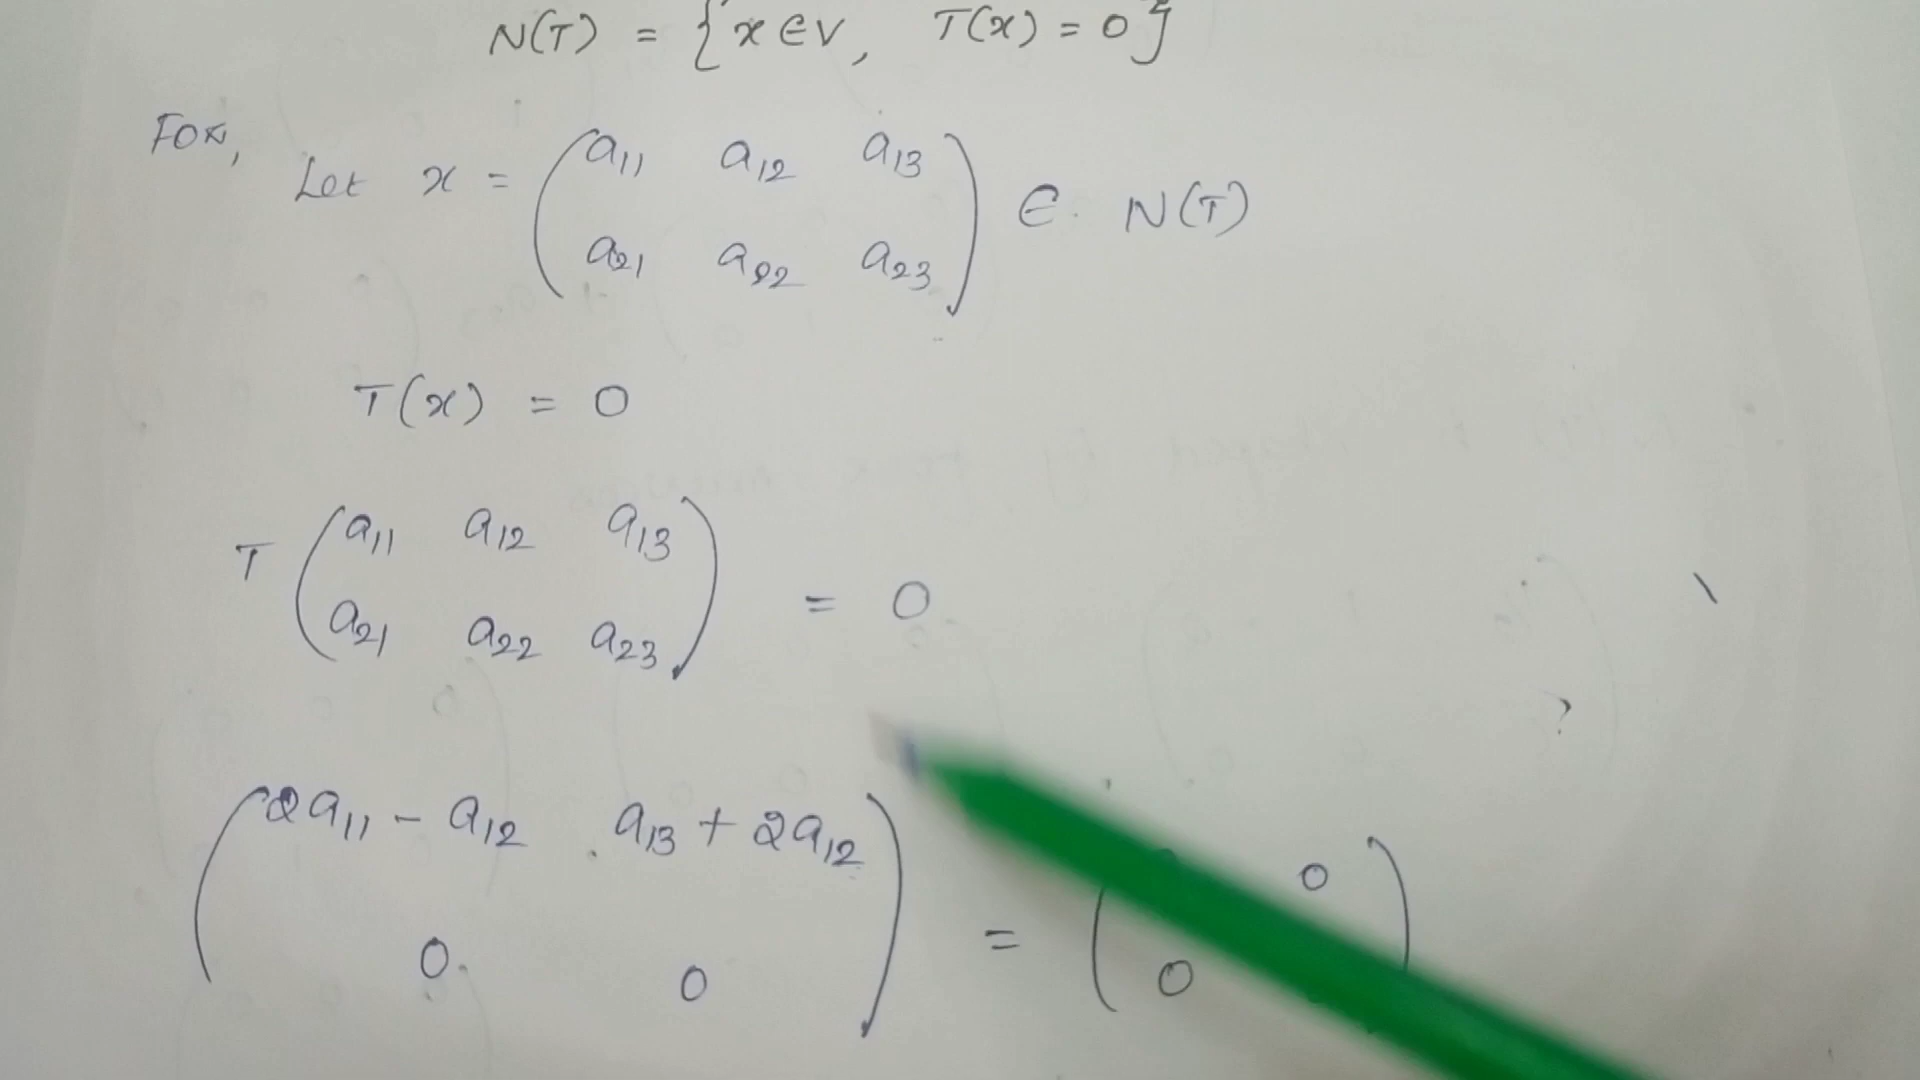 N(T) = { x ∈ V, T(x) = 0 }
For,
Let x = ( a11 a12 a13
a21 a22 a23 ) ∈ N(T)
T(x) = 0
T ( a11 a12 a13
a21 a22 a23 ) = 0
( 2a11 - a12 a13 + 2a12
0 0 ) = ( 0
0 )